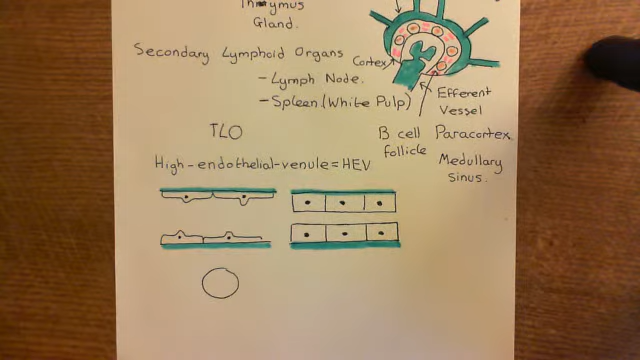 Thymus
Gland.
Secondary Lymphoid Organs
Cortex
- Lymph Node.
- Spleen (White Pulp)
Efferent
Vessel
TLO
B cell
follicle
Paracortex
Medullary
Sinus.
High-endothelial-venule = HEV